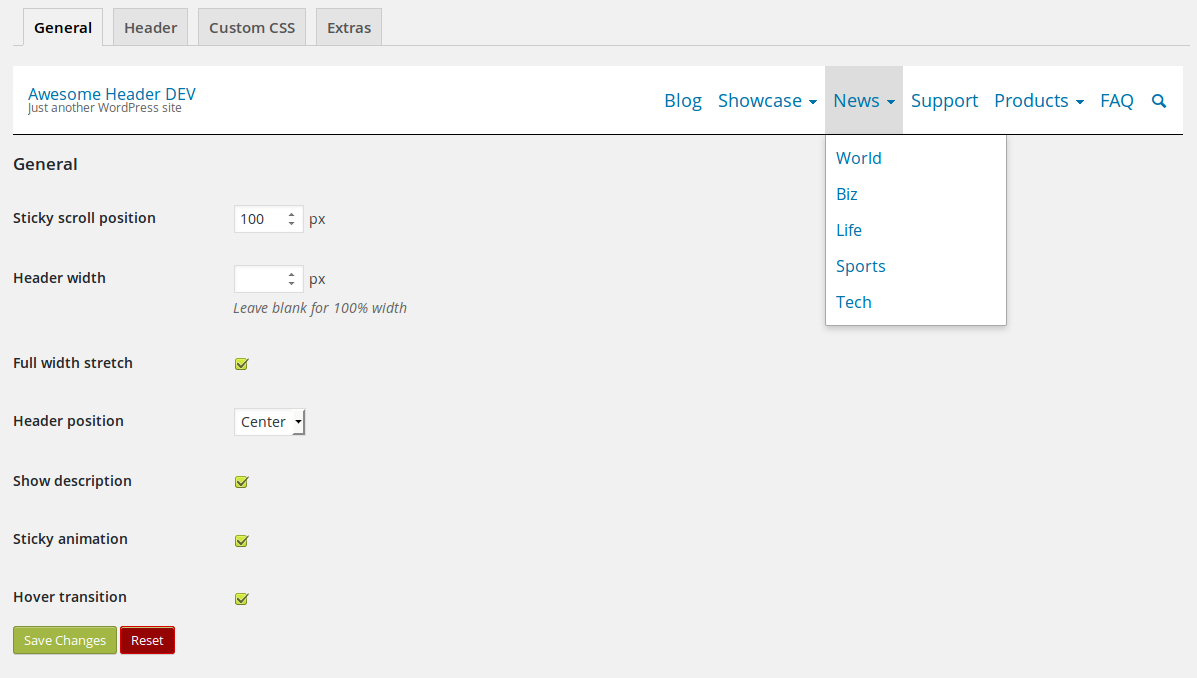 General Header Custom CSS Extras
Awesome Header DEV
Just another WordPress site
Blog Showcase News Support Products FAQ
World
Biz
Life
Sports
Tech
General
Sticky scroll position 100 px
Header width px
Leave blank for 100% width
Full width stretch
Header position Center
Show description
Sticky animation
Hover transition
Save Changes Reset